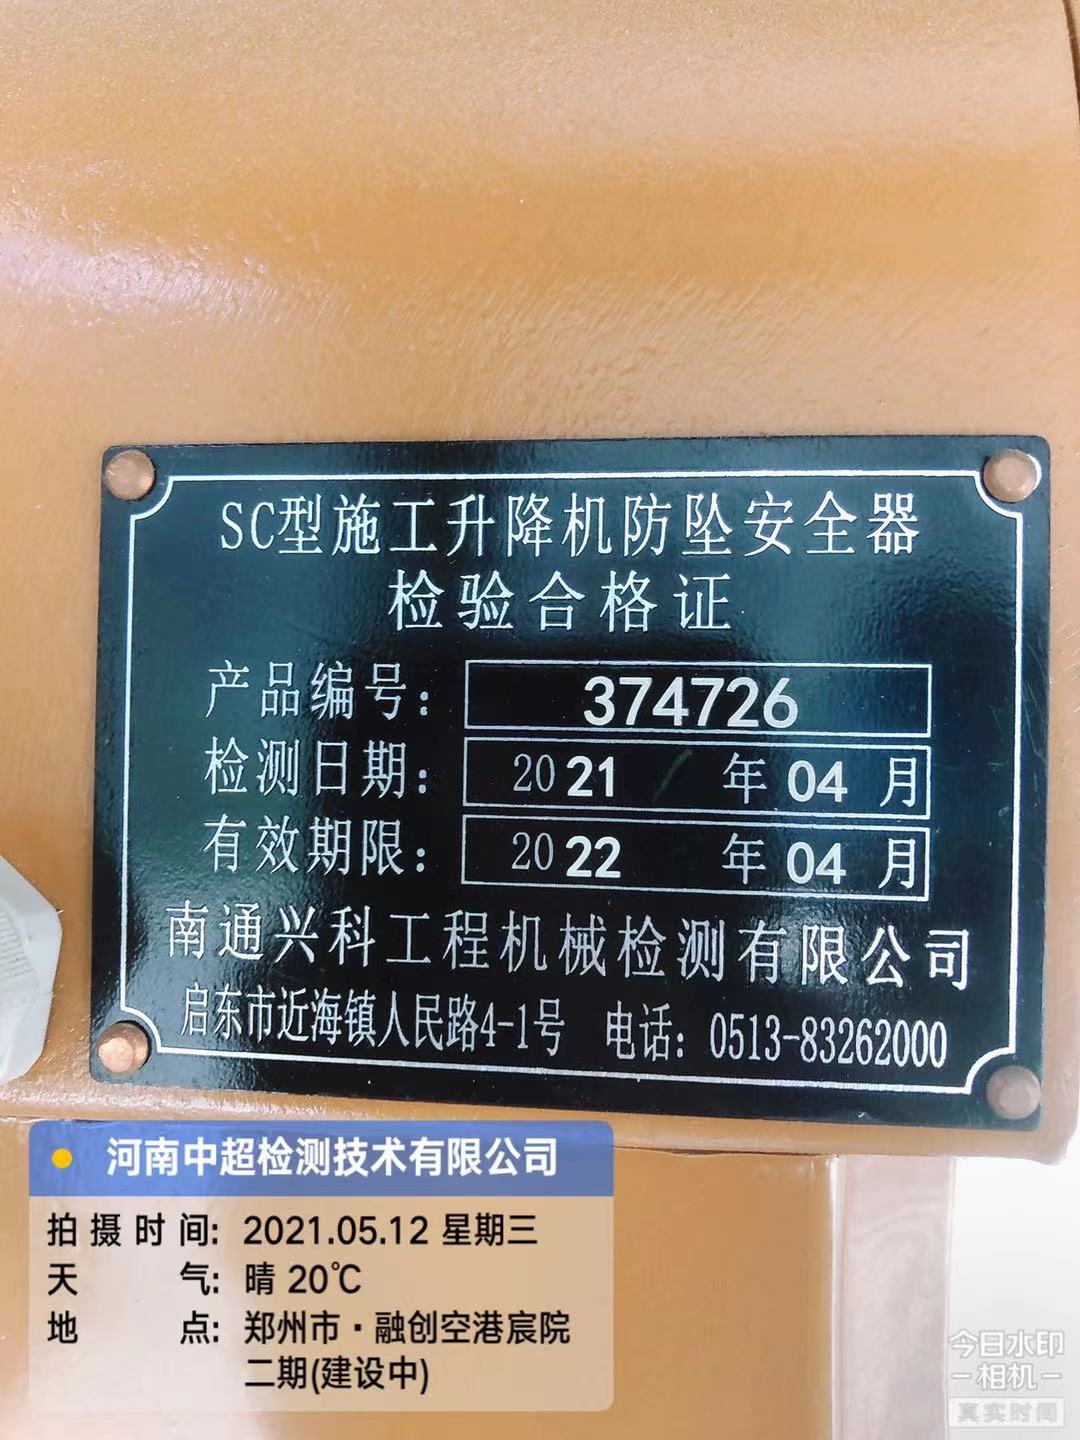 SC型施工升降机防坠安全器
检验合格证
产品编号： 374726
检测日期： 2021 年 04 月
有效期限： 2022 年 04 月
南通兴科工程机械检测有限公司
启东市近海镇人民路4-1号 电话：0513-83262000
河南中超检测技术有限公司
拍摄时间: 2021.05.12 星期三
天气: 晴 20℃
地点: 郑州市·融创空港宸院
二期(建设中)
今日水印
相机
真实时间